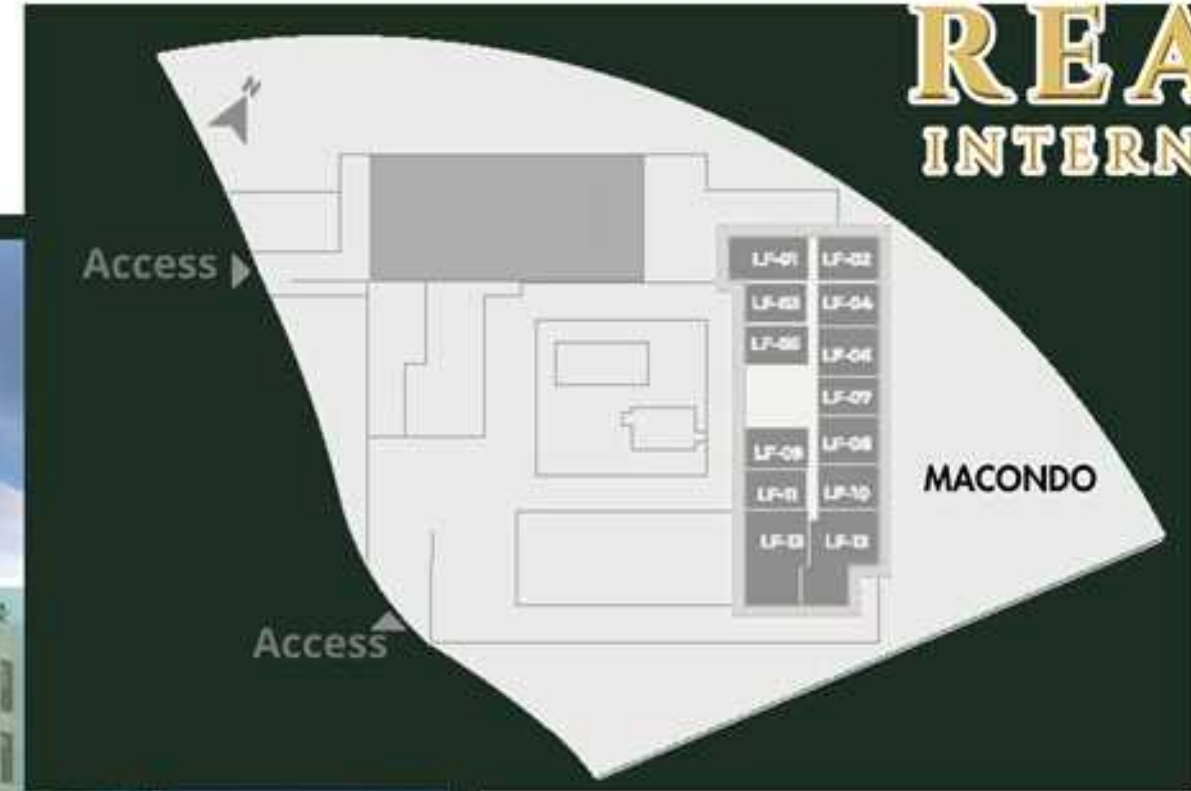 REA
INTERN
N
Access
LF-01 LF-02
LF-03 LF-04
LF-05 LF-06
LF-07
LF-09 LF-08
LF-11 LF-10
LF-13
MACONDO
Access